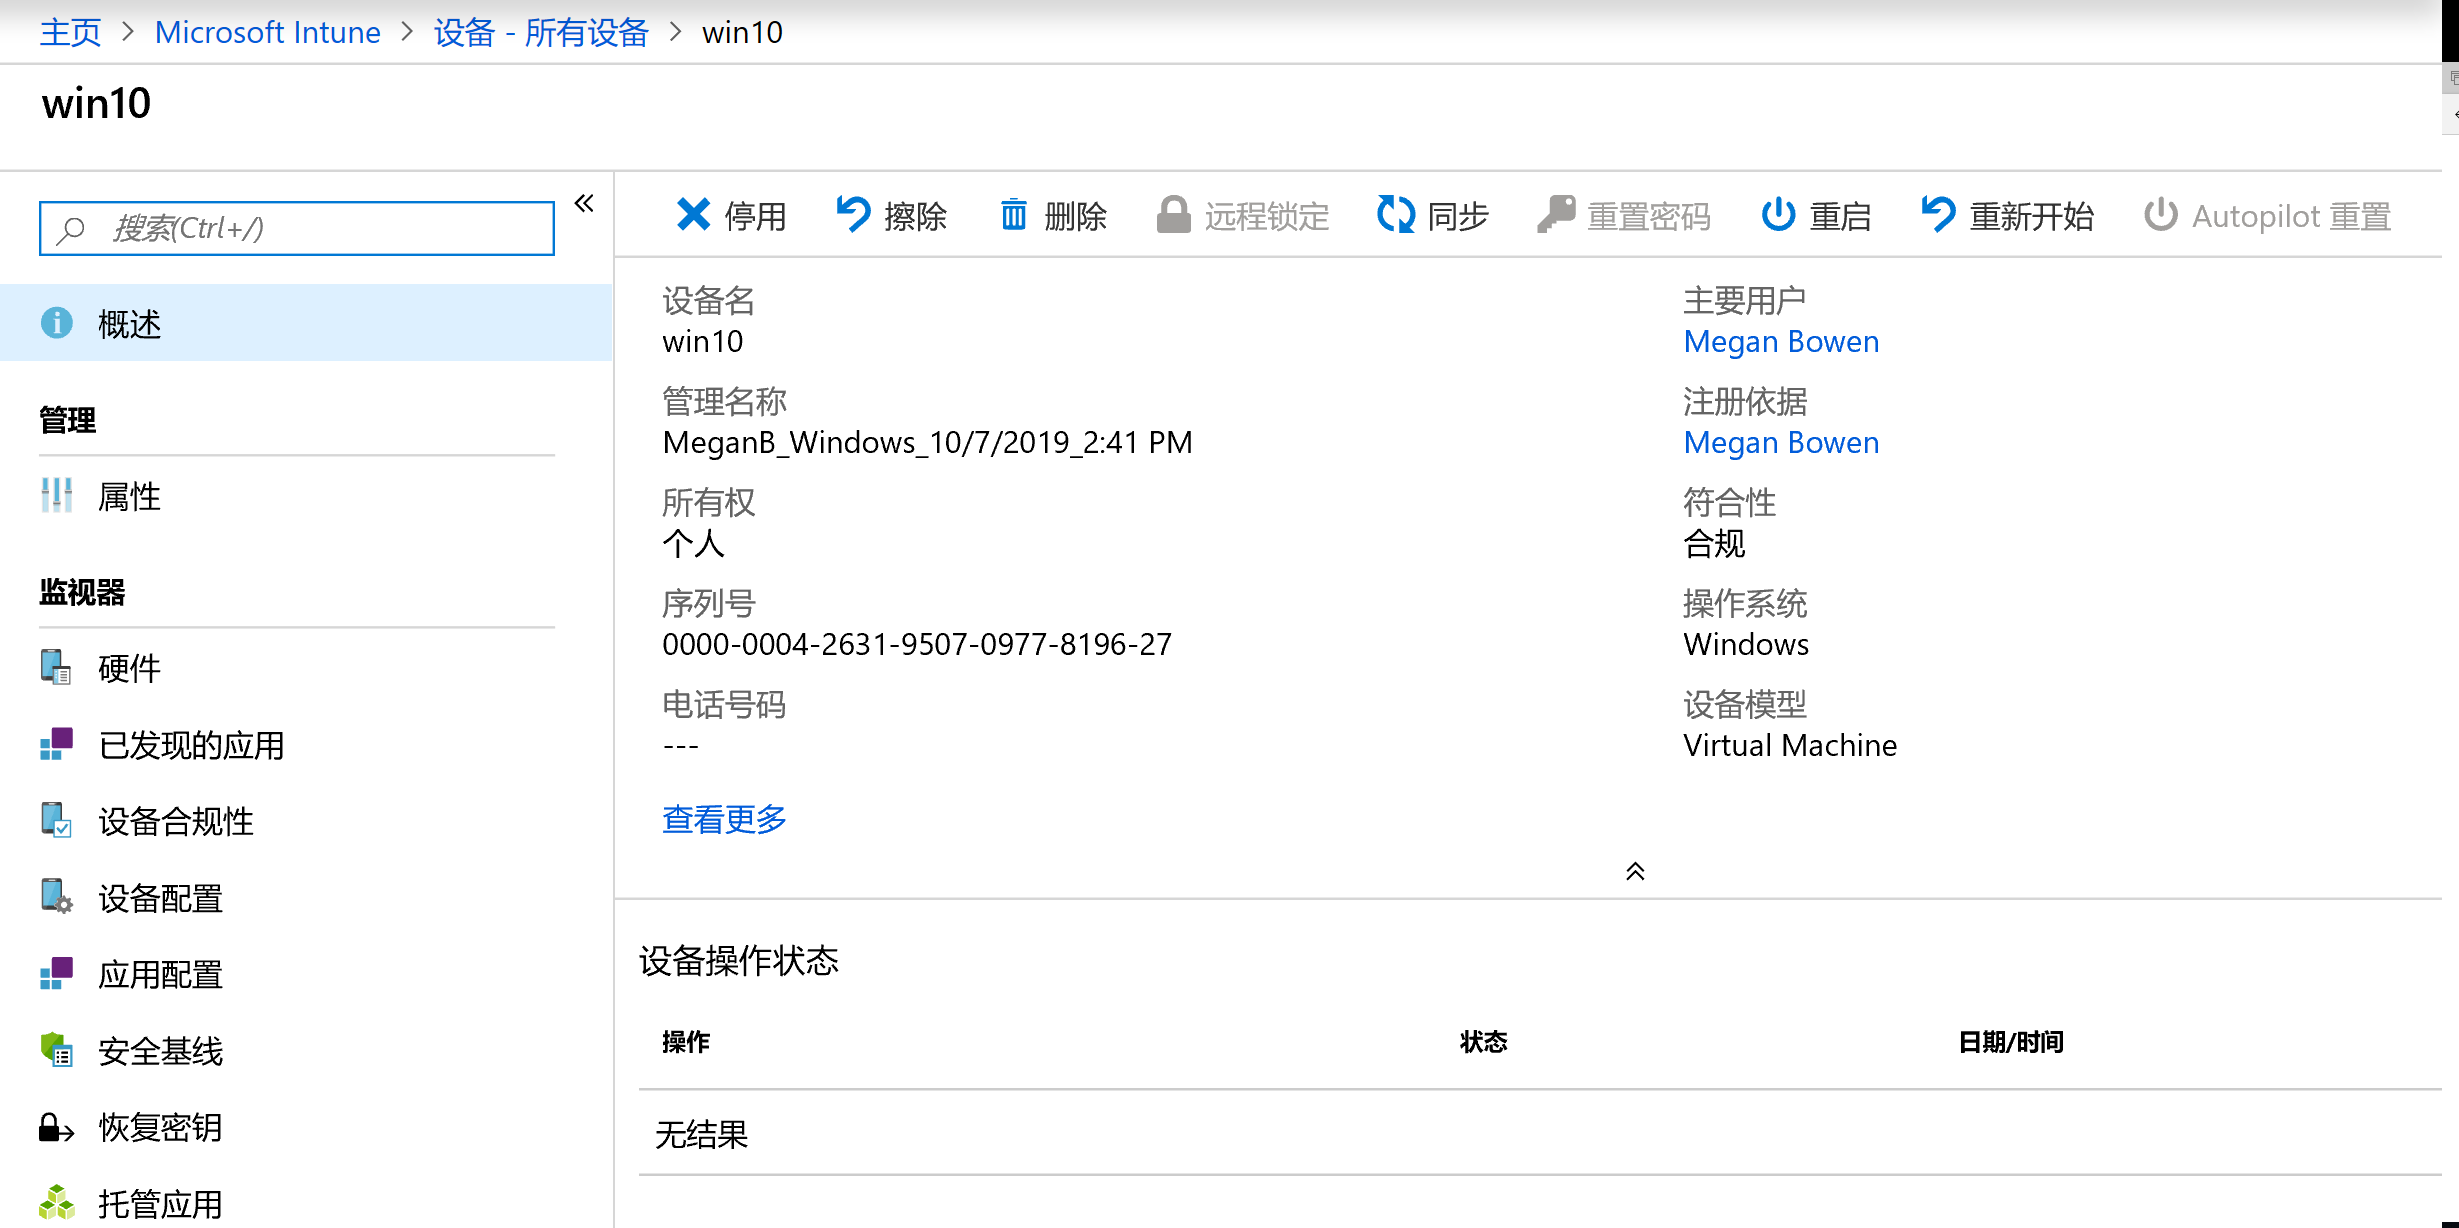 主页 > Microsoft Intune > 设备 - 所有设备 > win10
win10
搜索(Ctrl+/)
«
停用 擦除 删除 远程锁定 同步 重置密码 重启 重新开始 Autopilot 重置
概述
管理
属性
监视器
硬件
已发现的应用
设备合规性
设备配置
应用配置
安全基线
恢复密钥
托管应用
设备名
win10
管理名称
MeganB_Windows_10/7/2019_2:41 PM
所有权
个人
序列号
0000-0004-2631-9507-0977-8196-27
电话号码
---
查看更多
主要用户
Megan Bowen
注册依据
Megan Bowen
符合性
合规
操作系统
Windows
设备模型
Virtual Machine
设备操作状态
操作 状态 日期/时间
无结果